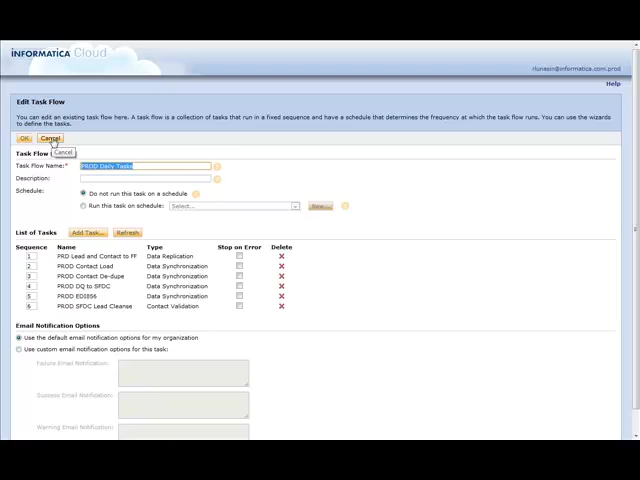 INFORMATICA Cloud
rlunasin@informatica.com.prod
Help
Edit Task Flow
You can edit an existing task flow here. A task flow is a collection of tasks that run in a fixed sequence and have a schedule that determines the frequency at which the task flow runs. You can use the wizards
to define the tasks.
OK Cancel
Cancel
Task Flow
Task Flow Name:* PROD Daily Tasks
Description:
Schedule: Do not run this task on a schedule
Run this task on schedule: Select... New...
List of Tasks Add Task... Refresh
Sequence Name Type Stop on Error Delete
1 PRD Lead and Contact to FF Data Replication
2 PROD Contact Load Data Synchronization
3 PROD Contact De-dupe Data Synchronization
4 PROD DQ to SFDC Data Synchronization
5 PROD EDI856 Data Synchronization
6 PROD SFDC Lead Cleanse Contact Validation
Email Notification Options
Use the default email notification options for my organization
Use custom email notification options for this task:
Failure Email Notification:
Success Email Notification:
Warning Email Notification: